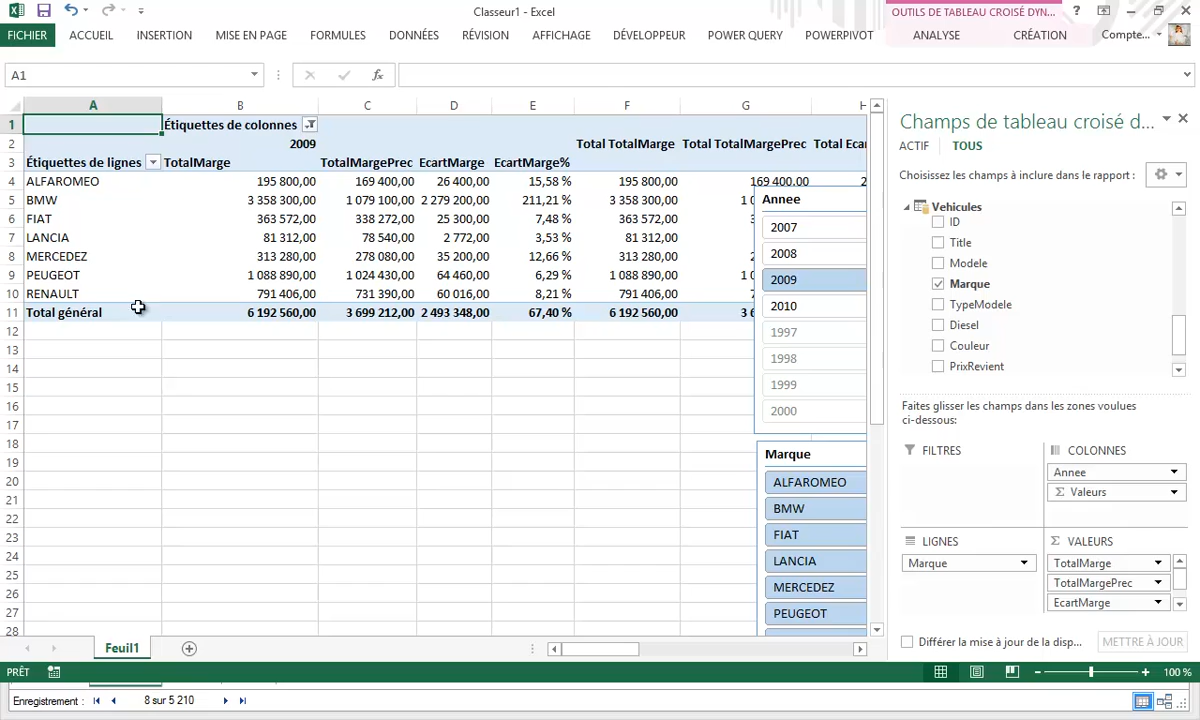 Classeur1 - Excel
OUTILS DE TABLEAU CROISÉ DYN...
?
FICHIER ACCUEIL INSERTION MISE EN PAGE FORMULES DONNÉES RÉVISION AFFICHAGE DÉVELOPPEUR POWER QUERY POWERPIVOT ANALYSE CRÉATION Compte...
A1 fx
A B C D E F G H
1 Étiquettes de colonnes
2 2009 Total TotalMarge Total TotalMargePrec Total Ecar
3 Étiquettes de lignes TotalMarge TotalMargePrec EcartMarge EcartMarge%
4 ALFAROMEO 195 800,00 169 400,00 26 400,00 15,58 % 195 800,00 169 400,00 2
5 BMW 3 358 300,00 1 079 100,00 2 279 200,00 211,21 % 3 358 300,00 1 0
6 FIAT 363 572,00 338 272,00 25 300,00 7,48 % 363 572,00
7 LANCIA 81 312,00 78 540,00 2 772,00 3,53 % 81 312,00
8 MERCEDEZ 313 280,00 278 080,00 35 200,00 12,66 % 313 280,00
9 PEUGEOT 1 088 890,00 1 024 430,00 64 460,00 6,29 % 1 088 890,00 1 0
10 RENAULT 791 406,00 731 390,00 60 016,00 8,21 % 791 406,00 7
11 Total général 6 192 560,00 3 699 212,00 2 493 348,00 67,40 % 6 192 560,00 3 6
12
13
14
15
16
17
18
19
20
21
22
23
24
25
26
27
28
Annee
2007
2008
2009
2010
1997
1998
1999
2000
Marque
ALFAROMEO
BMW
FIAT
LANCIA
MERCEDEZ
PEUGEOT
Champs de tableau croisé d...
ACTIF TOUS
Choisissez les champs à inclure dans le rapport :
Vehicules
ID
Title
Modele
Marque
TypeModele
Diesel
Couleur
PrixRevient
Faites glisser les champs dans les zones voulues
ci-dessous:
FILTRES
COLONNES
Annee
Σ Valeurs
LIGNES
Marque
Σ VALEURS
TotalMarge
TotalMargePrec
EcartMarge
Différer la mise à jour de la disp...
METTRE À JOUR
Feuil1
PRÊT
100 %
Enregistrement : 8 sur 5 210